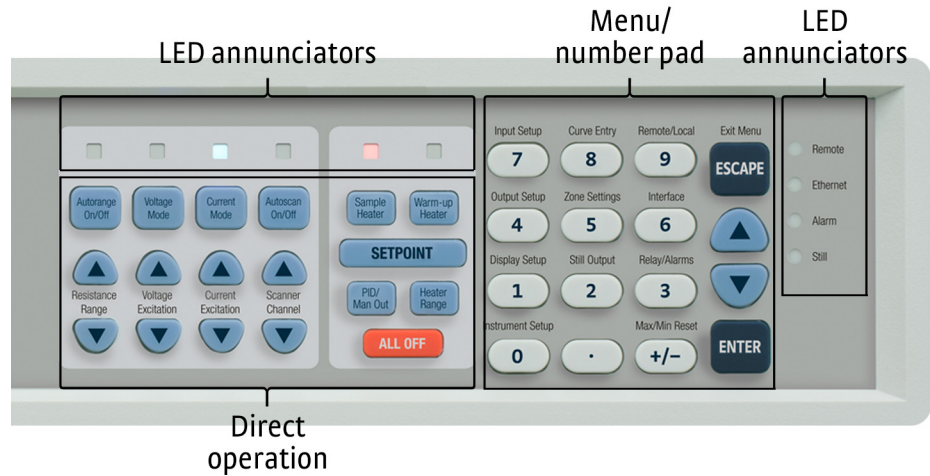 LED annunciators
Menu/
number pad
LED
annunciators
Autorange
On/Off
Voltage
Mode
Current
Mode
Autoscan
On/Off
Resistance
Range
Voltage
Excitation
Current
Excitation
Scanner
Channel
Sample
Heater
Warm-up
Heater
SETPOINT
PID/
Man Out
Heater
Range
ALL OFF
Input Setup
7
Curve Entry
8
Remote/Local
9
Exit Menu
ESCAPE
Output Setup
4
Zone Settings
5
Interface
6
Display Setup
1
Still Output
2
Relay/Alarms
3
nstrument Setup
0
.
Max/Min Reset
+/−
ENTER
Remote
Ethernet
Alarm
Still
Direct
operation